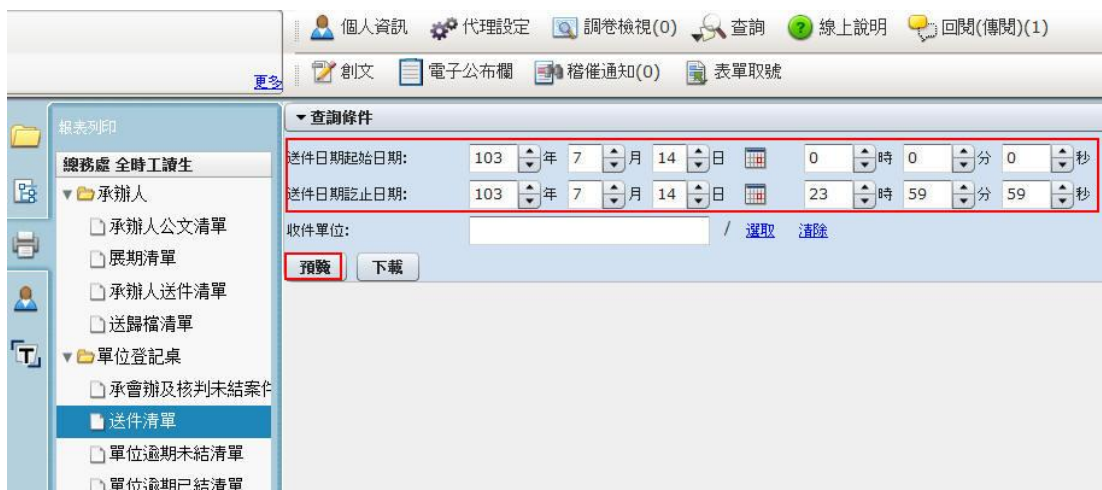 個人資訊 代理設定 調卷檢視(0) 查詢 線上說明 回閱(傳閱)(1)
更多
創文 電子公布欄 稽催通知(0) 表單取號
報表列印
總務處 全時工讀生
承辦人
承辦人公文清單
展期清單
承辦人送件清單
送歸檔清單
單位登記桌
承會辦及核判未結案件
送件清單
單位逾期未結清單
單位逾期已結清單
查詢條件
送件日期起始日期: 103 年 7 月 14 日 0 時 0 分 0 秒
送件日期訖止日期: 103 年 7 月 14 日 23 時 59 分 59 秒
收件單位: / 選取 清除
預覽 下載
T